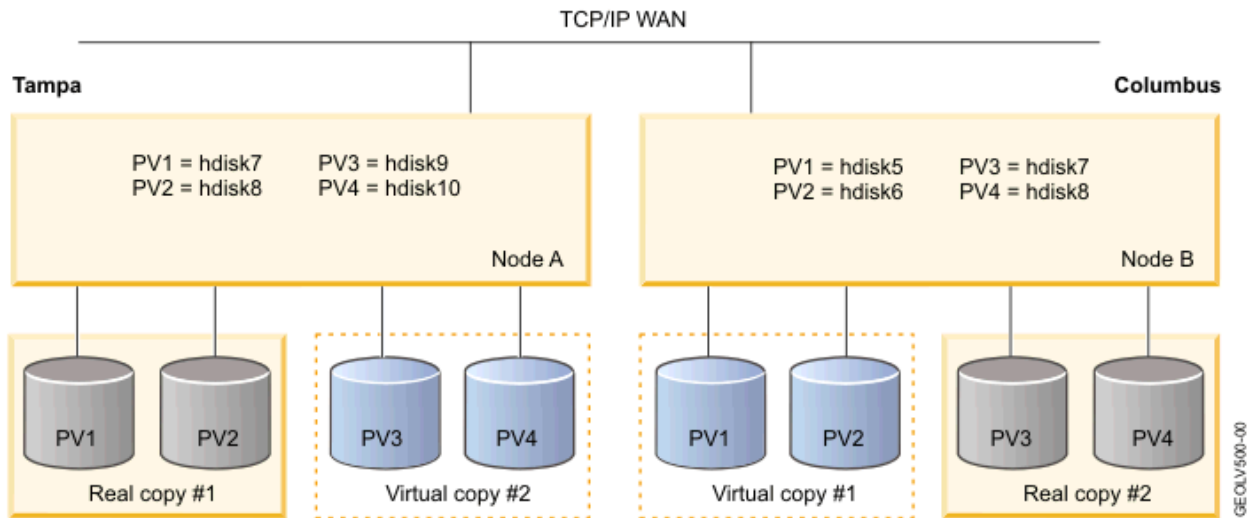 TCP/IP WAN
Tampa
Columbus
PV1 = hdisk7
PV3 = hdisk9
PV2 = hdisk8
PV4 = hdisk10
Node A
PV1 = hdisk5
PV3 = hdisk7
PV2 = hdisk6
PV4 = hdisk8
Node B
PV1
PV2
Real copy #1
PV3
PV4
Virtual copy #2
PV1
PV2
Virtual copy #1
PV3
PV4
Real copy #2
GEOLV500-00